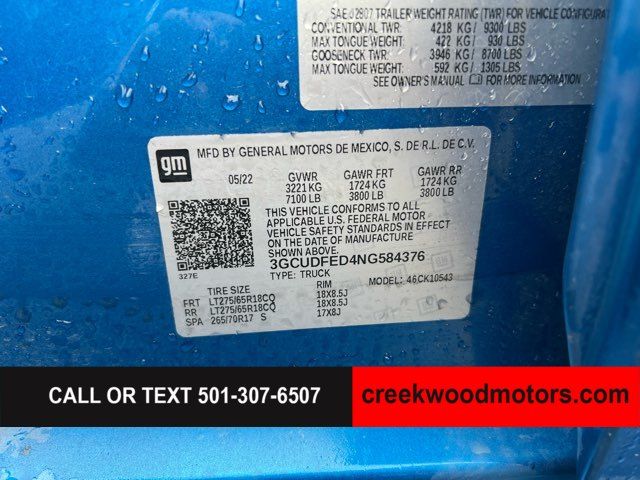 SAE J2807 TRAILER WEIGHT RATING (TWR) FOR VEHICLE CONFIGURAT
CONVENTIONAL TWR: 4218 KG / 9300 LBS
MAX TONGUE WEIGHT: 422 KG / 930 LBS
GOOSENECK TWR: 3946 KG / 8700 LBS
MAX TONGUE WEIGHT: 592 KG / 1305 LBS
SEE OWNER'S MANUAL FOR MORE INFORMATION
gm MFD BY GENERAL MOTORS DE MEXICO, S. DE R.L. DE C.V.
05/22 GVWR GAWR FRT GAWR RR
3221 KG 1724 KG 1724 KG
7100 LB 3800 LB 3800 LB
THIS VEHICLE CONFORMS TO ALL
APPLICABLE U.S. FEDERAL MOTOR
VEHICLE SAFETY STANDARDS IN
EFFECT ON THE DATE OF MANUFACTURE
SHOWN ABOVE.
3GCUDFED4NG584376
327E TYPE: TRUCK MODEL: 46CK10543
TIRE SIZE RIM
FRT LT275/65R18CQ 18X8.5J
RR LT275/65R18CQ 18X8.5J
SPA 265/70R17 S 17X8J
CALL OR TEXT 501-307-6507
creekwoodmotors.com